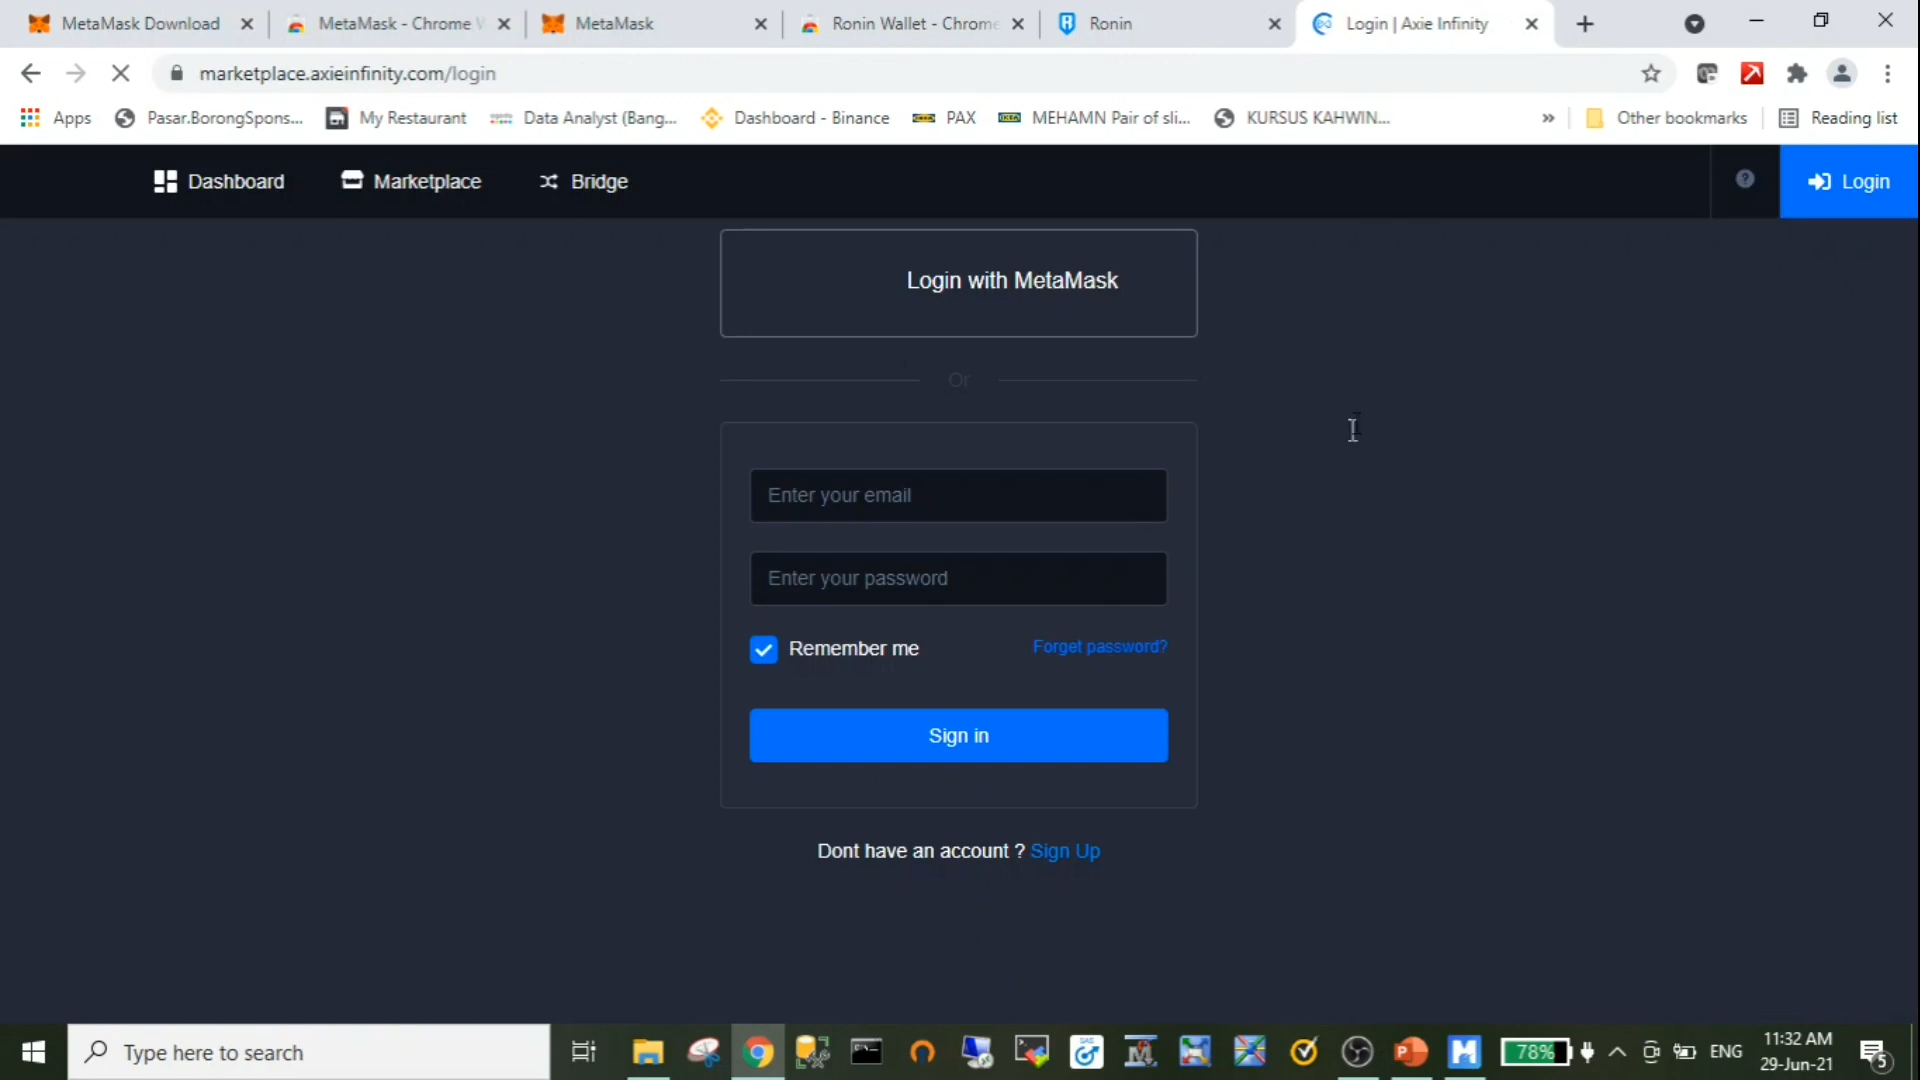 MetaMask Download
MetaMask - Chrome
MetaMask
Ronin Wallet - Chrome
Ronin
Login | Axie Infinity
marketplace.axieinfinity.com/login
Apps
Pasar.BorongSpons...
My Restaurant
Data Analyst (Bang...
Dashboard - Binance
PAX
MEHAMN Pair of sli...
KURSUS KAHWIN...
»
Other bookmarks
Reading list
Dashboard
Marketplace
Bridge
Login
Login with MetaMask
Or
Enter your email
Enter your password
Remember me
Forget password?
Sign in
Dont have an account ? Sign Up
Type here to search
78%
ENG
11:32 AM
29-Jun-21
5